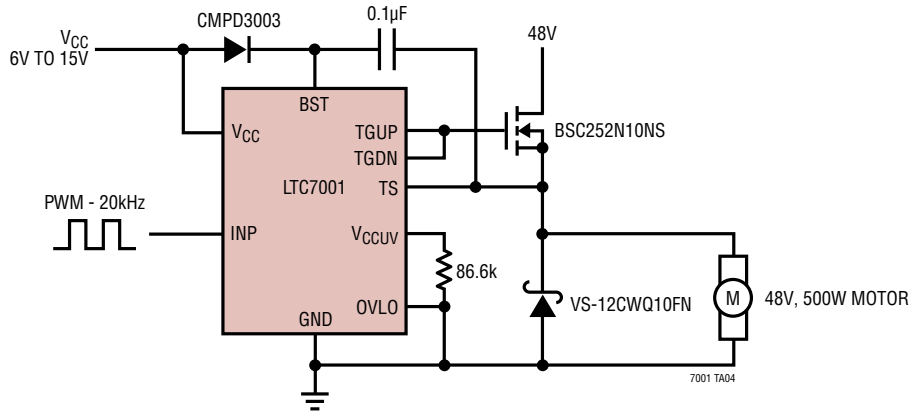 CMPD3003
0.1µF
VCC
6V TO 15V
48V
BST
VCC
TGUP
BSC252N10NS
TGDN
LTC7001
TS
PWM - 20kHz
INP
VCCUV
86.6k
OVLO
VS-12CWQ10FN
M
48V, 500W MOTOR
GND
7001 TA04